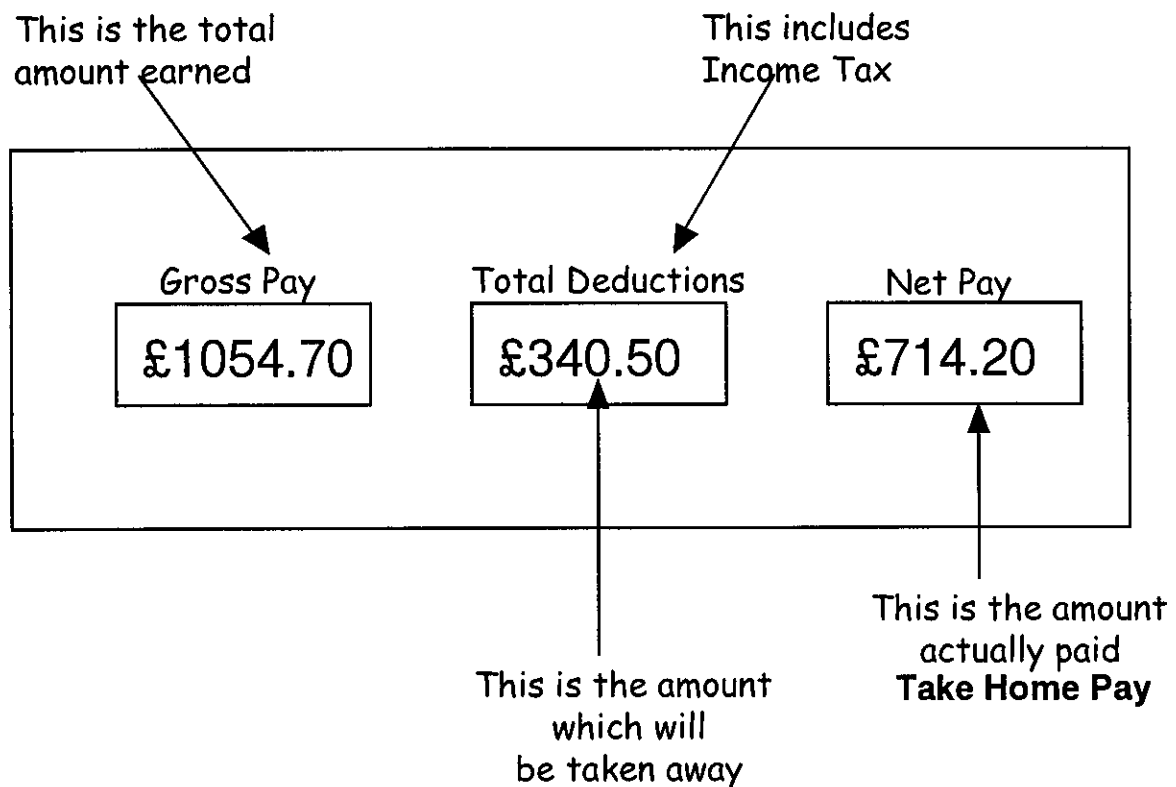 This is the total
amount earned
This includes
Income Tax
Gross Pay
Total Deductions
Net Pay
£1054.70
£340.50
£714.20
This is the amount
actually paid
Take Home Pay
This is the amount
which will
be taken away